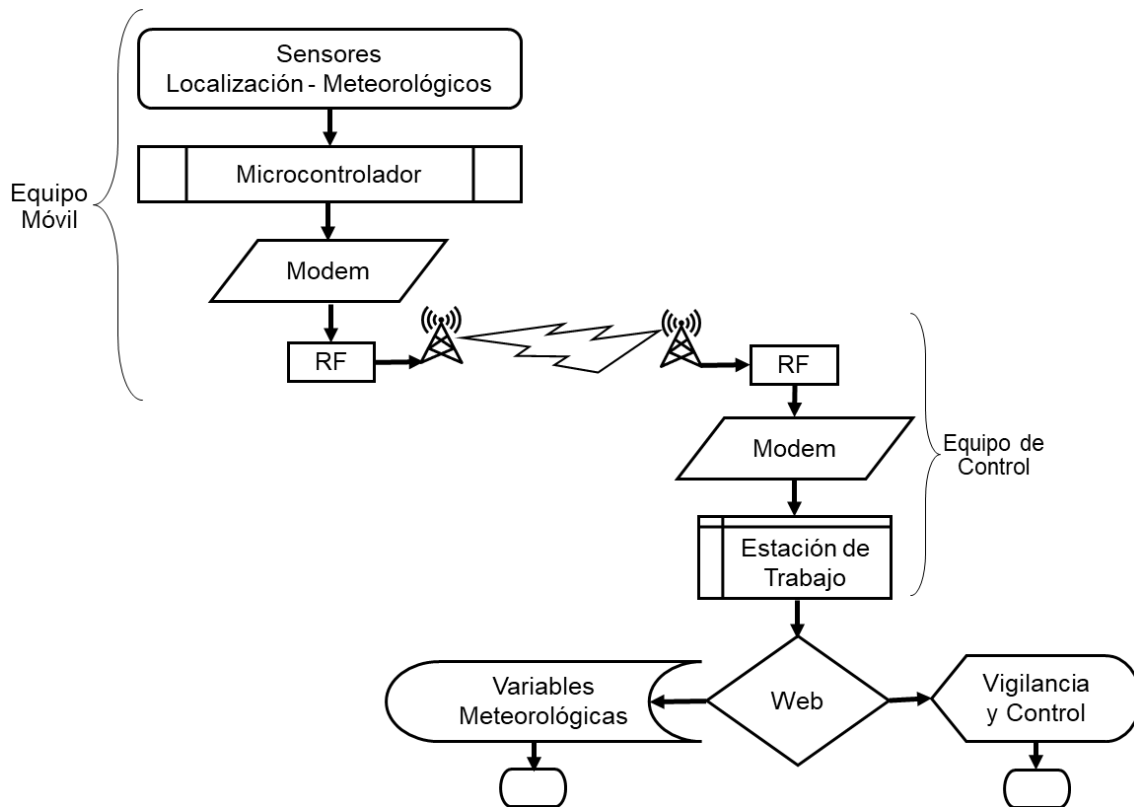 Sensores
Localización - Meteorológicos
Microcontrolador
Equipo
Móvil
Modem
RF
RF
Modem
Equipo de
Control
Estación de
Trabajo
Variables
Meteorológicas
Web
Vigilancia
y Control